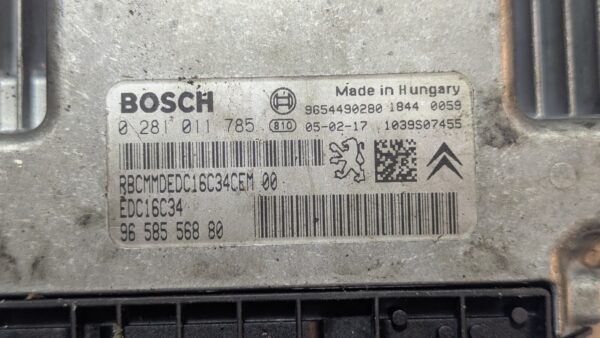 Made in Hungary
BOSCH 9654490280 1844 0059
0 281 011 785 810 05-02-17 1039S07455
RBCMMDEDC16C34CEM 00
EDC16C34
96 585 568 80